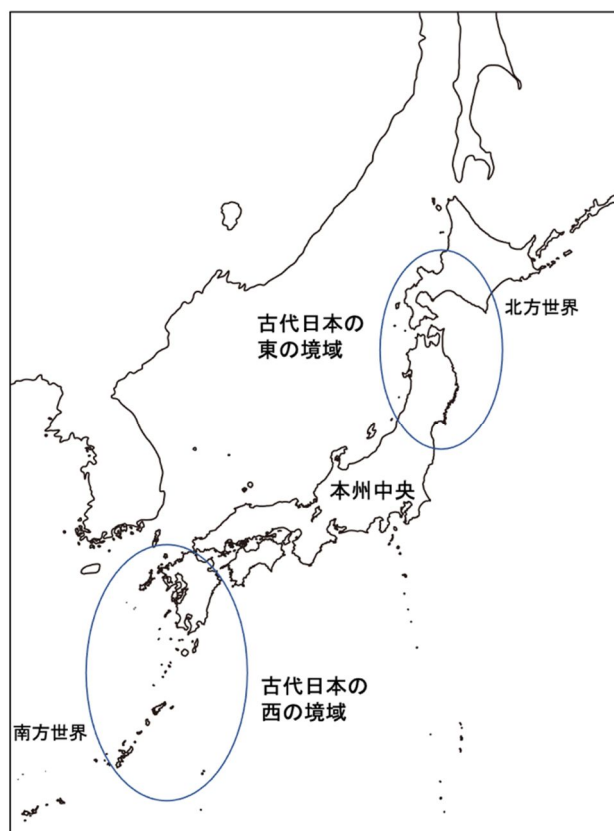 古代日本の
東の境域
北方世界
本州中央
古代日本の
西の境域
南方世界